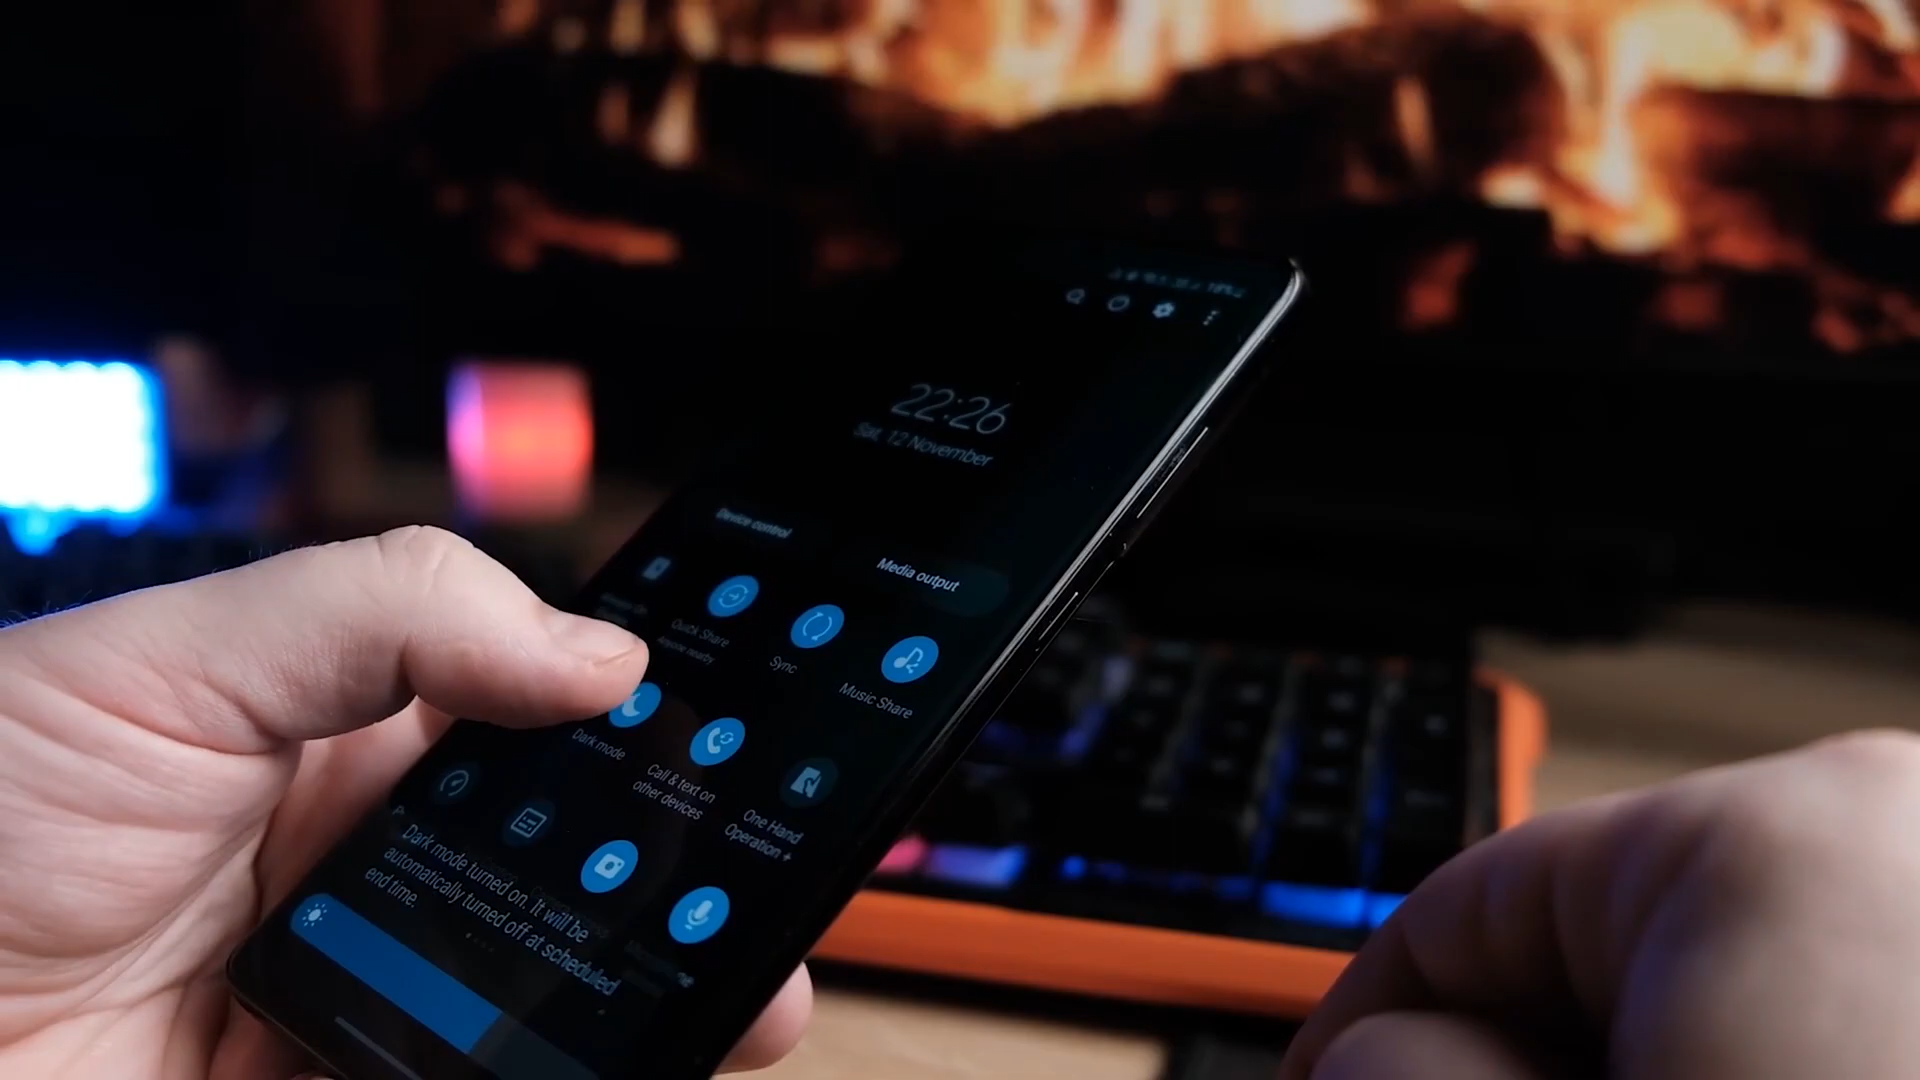 22:26
Sat, 12 November
Device control
Media output
Quick Share
Anyone nearby
Sync
Music Share
Dark mode
Call & text on
other devices
One Hand
Operation +
Dark mode turned on. It will be
automatically turned off at scheduled
end time.